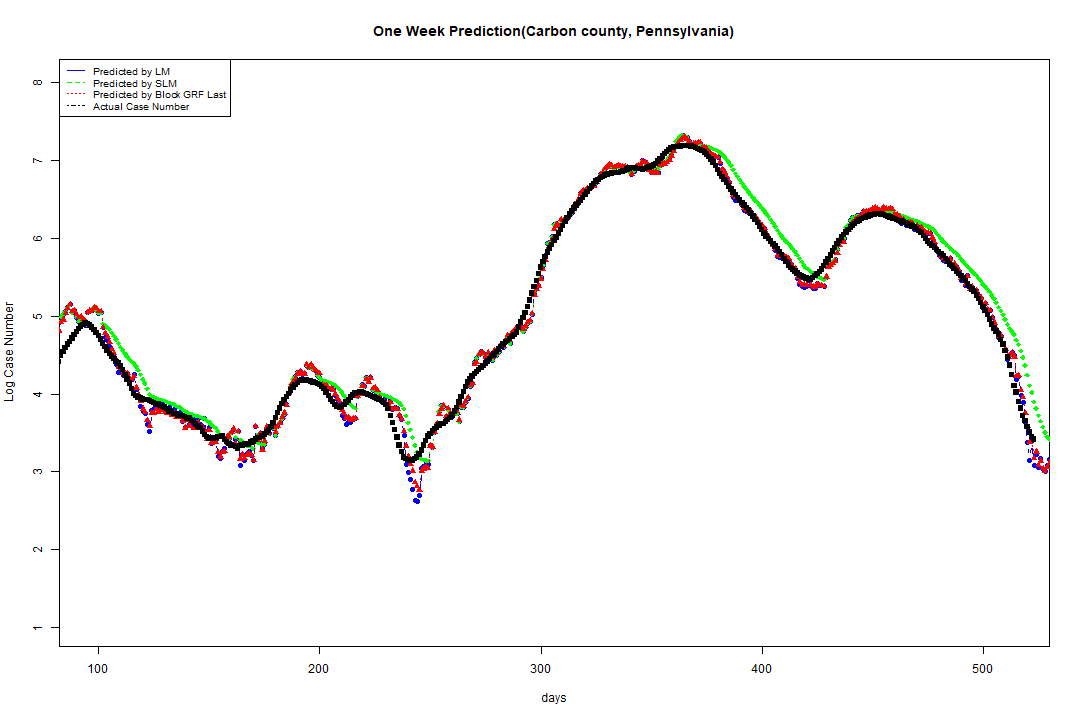 One Week Prediction(Carbon county, Pennsylvania)
Predicted by LM
Predicted by SLM
Predicted by Block GRF Last
Actual Case Number
8
7
6
5
4
3
2
1
Log Case Number
100 200 300 400 500
days